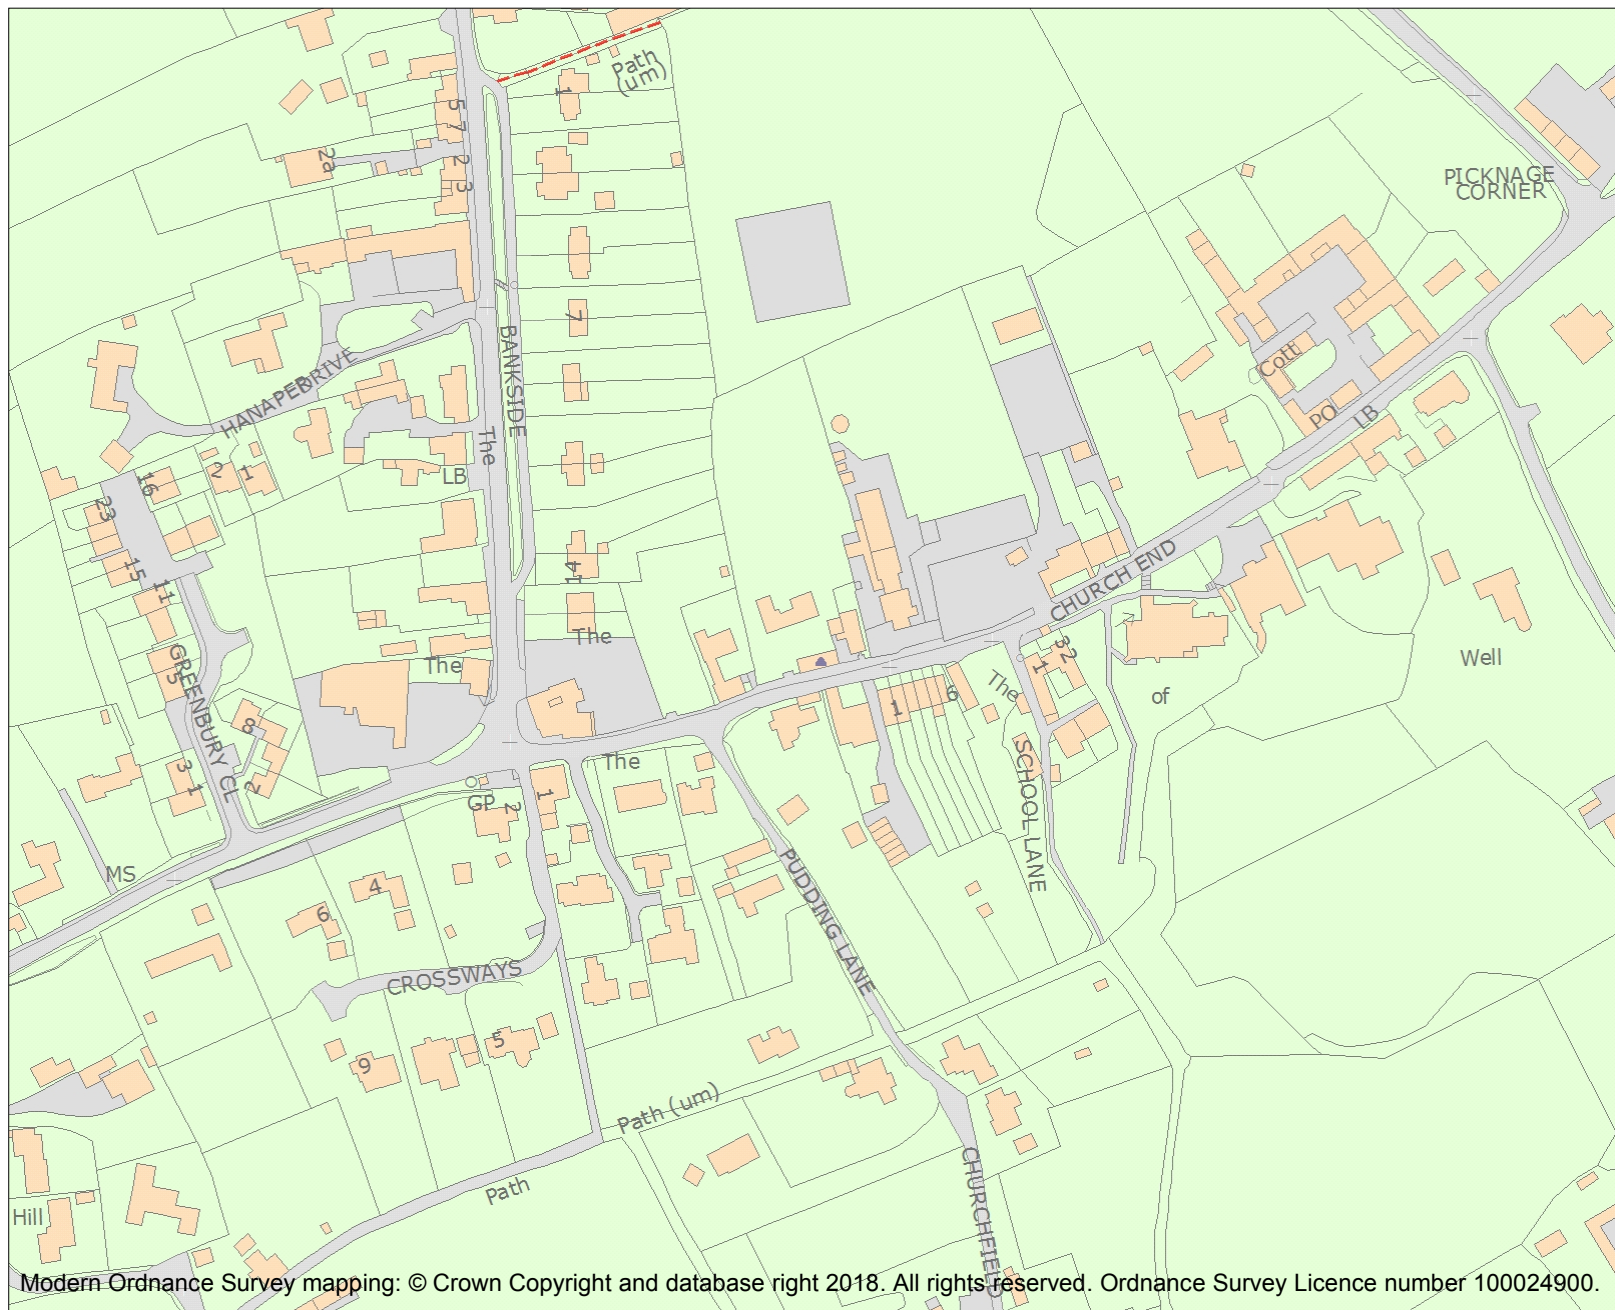 Path
(um)
1
5
7
2a
2
3
PICKNAGE
CORNER
BANKSIDE
7
HANAPER DRIVE
The
Cott
PO
LB
LB
16
2
1
23
15
11
14
The
CHURCH END
The
3
2
1
The
6
1
Well
of
GREENBURY CL
5
8
3
1
2
The
GP
2
1
SCHOOL LANE
MS
4
6
PUDDING LANE
CROSSWAYS
5
9
Path (um)
Path
CHURCHFIELD
Hill
Modern Ordnance Survey mapping: © Crown Copyright and database right 2018. All rights reserved. Ordnance Survey Licence number 100024900.